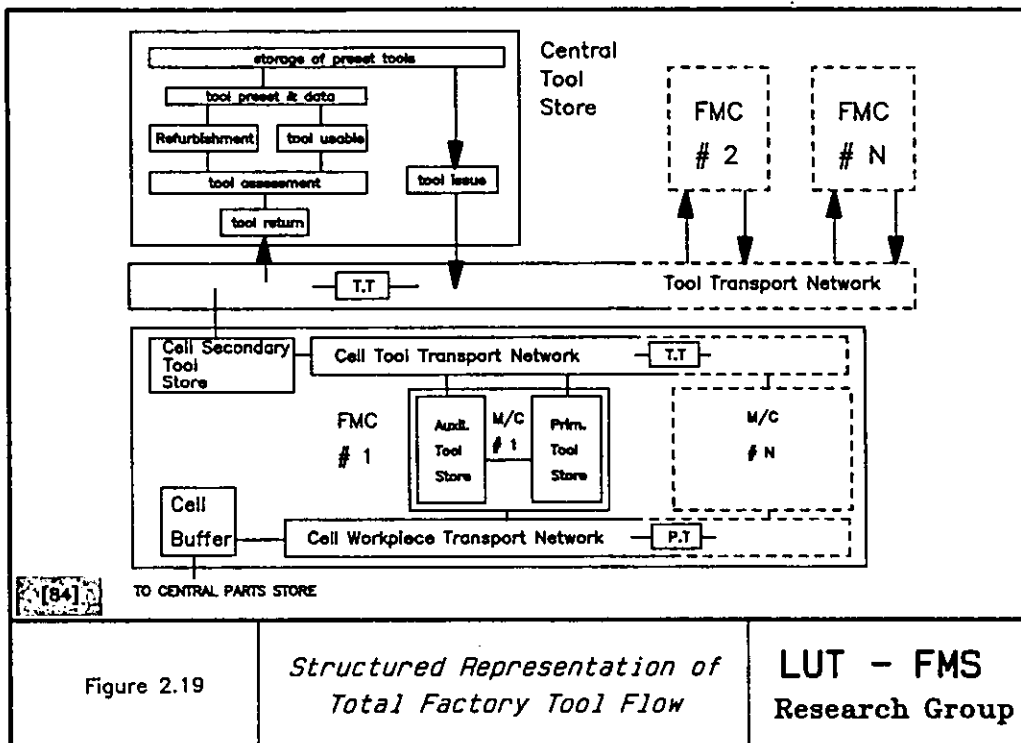 storage of preset tools
tool preset & data
Refurbishment
tool usable
tool assessment
tool issue
tool return
Central
Tool
Store
FMC
# 2
FMC
# N
T.T
Tool Transport Network
Cell Secondary
Tool
Store
Cell Tool Transport Network
T.T
FMC
# 1
Auxil.
Tool
Store
M/C
# 1
Prim.
Tool
Store
M/C
# N
Cell
Buffer
Cell Workpiece Transport Network
P.T
[84]
TO CENTRAL PARTS STORE
Figure 2.19
Structured Representation of
Total Factory Tool Flow
LUT - FMS
Research Group